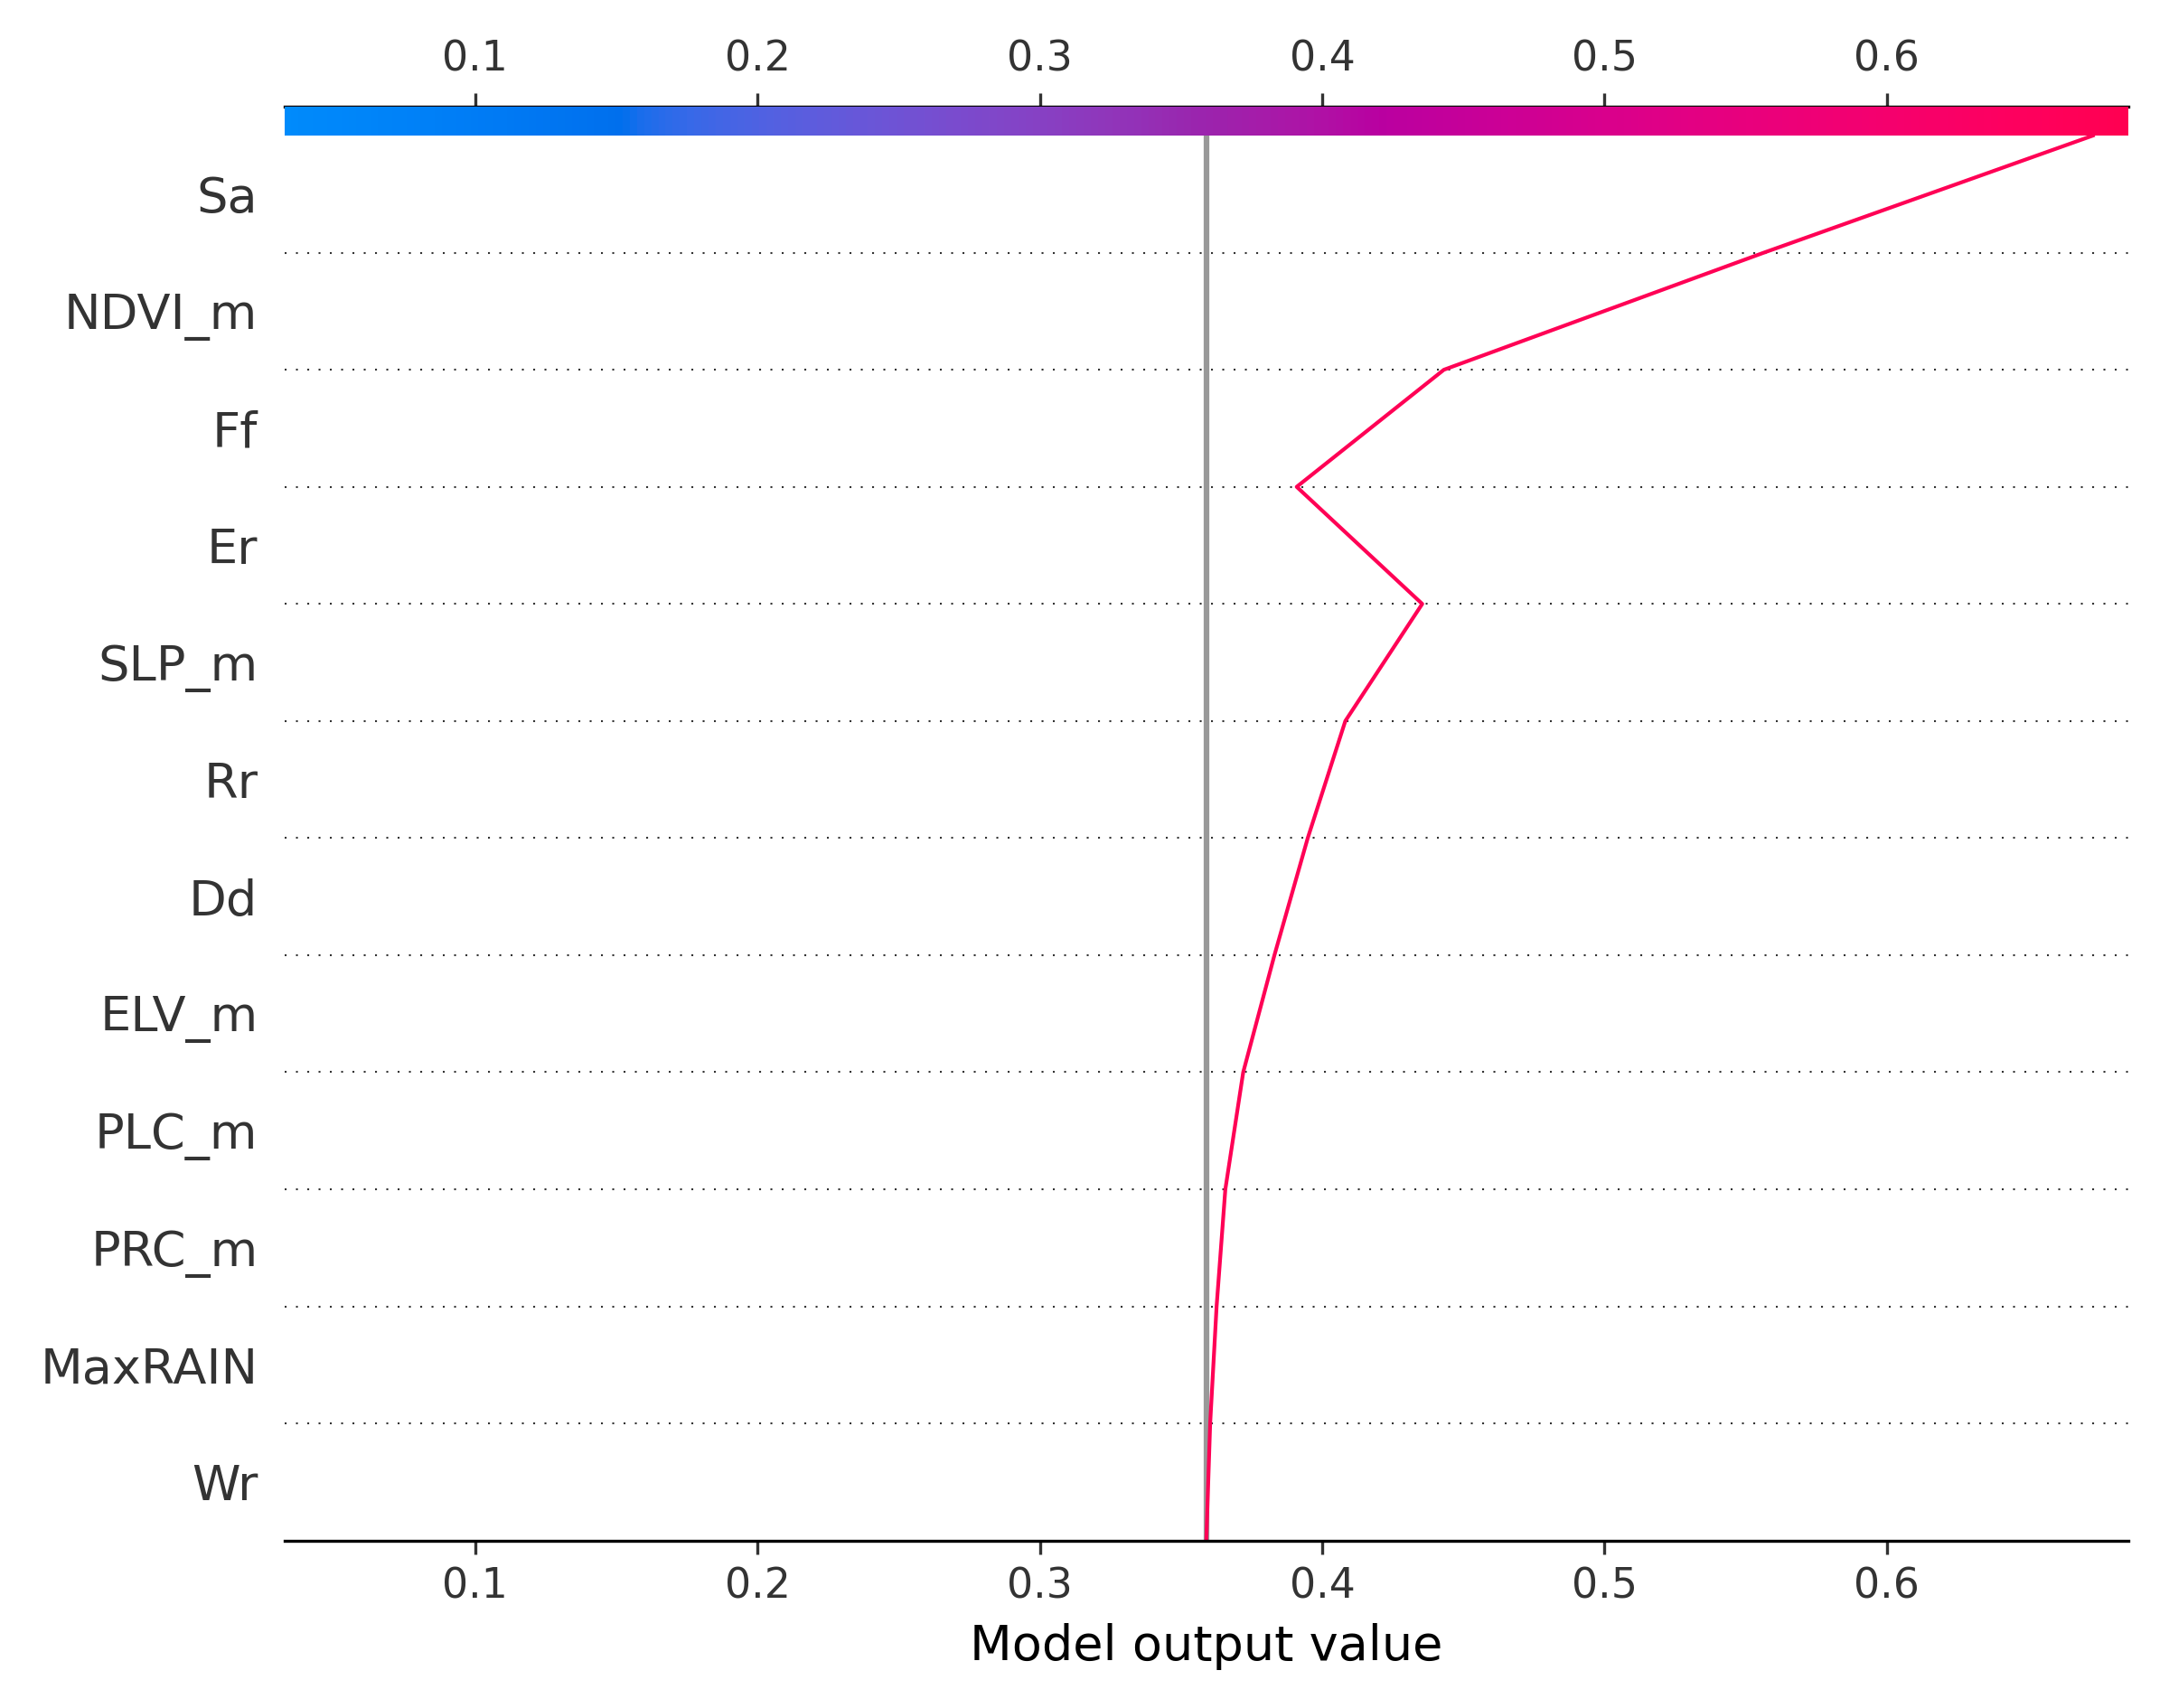 0.1 0.2 0.3 0.4 0.5 0.6
Sa
NDVI_m
Ff
Er
SLP_m
Rr
Dd
ELV_m
PLC_m
PRC_m
MaxRAIN
Wr
0.1 0.2 0.3 0.4 0.5 0.6
Model output value